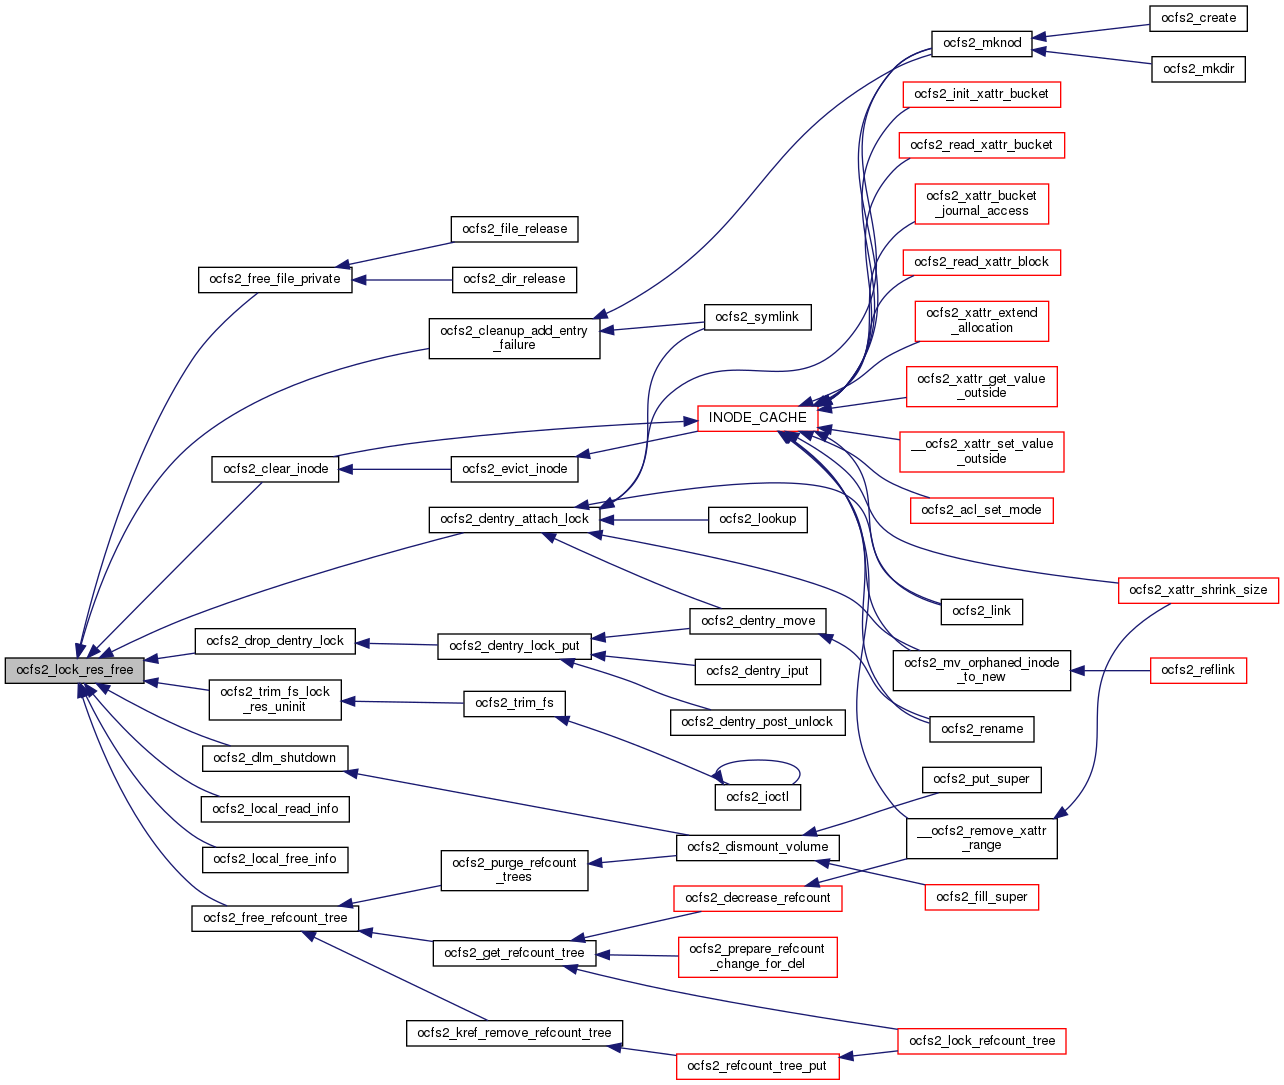 ocfs2_create
ocfs2_mknod
ocfs2_mkdir
ocfs2_init_xattr_bucket
ocfs2_read_xattr_bucket
ocfs2_xattr_bucket
_journal_access
ocfs2_file_release
ocfs2_read_xattr_block
ocfs2_free_file_private
ocfs2_dir_release
ocfs2_symlink
ocfs2_xattr_extend
_allocation
ocfs2_cleanup_add_entry
_failure
ocfs2_xattr_get_value
_outside
INODE_CACHE
__ocfs2_xattr_set_value
_outside
ocfs2_clear_inode
ocfs2_evict_inode
ocfs2_acl_set_mode
ocfs2_dentry_attach_lock
ocfs2_lookup
ocfs2_xattr_shrink_size
ocfs2_link
ocfs2_dentry_move
ocfs2_drop_dentry_lock
ocfs2_dentry_lock_put
ocfs2_lock_res_free
ocfs2_dentry_iput
ocfs2_mv_orphaned_inode
_to_new
ocfs2_reflink
ocfs2_trim_fs_lock
_res_uninit
ocfs2_trim_fs
ocfs2_dentry_post_unlock
ocfs2_rename
ocfs2_dlm_shutdown
ocfs2_put_super
ocfs2_ioctl
ocfs2_local_read_info
__ocfs2_remove_xattr
_range
ocfs2_dismount_volume
ocfs2_local_free_info
ocfs2_purge_refcount
_trees
ocfs2_decrease_refcount
ocfs2_fill_super
ocfs2_free_refcount_tree
ocfs2_get_refcount_tree
ocfs2_prepare_refcount
_change_for_del
ocfs2_kref_remove_refcount_tree
ocfs2_lock_refcount_tree
ocfs2_refcount_tree_put